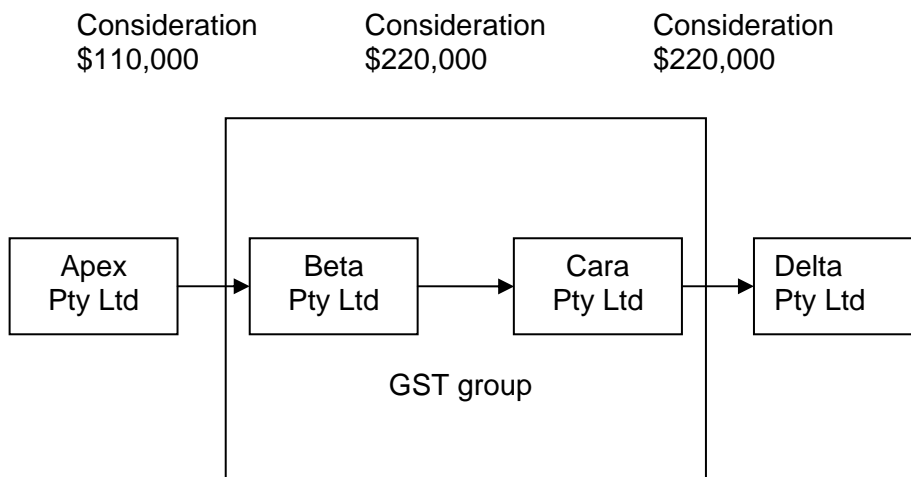 Consideration
$110,000
Consideration
$220,000
Consideration
$220,000
Apex
Pty Ltd
Beta
Pty Ltd
Cara
Pty Ltd
Delta
Pty Ltd
GST group